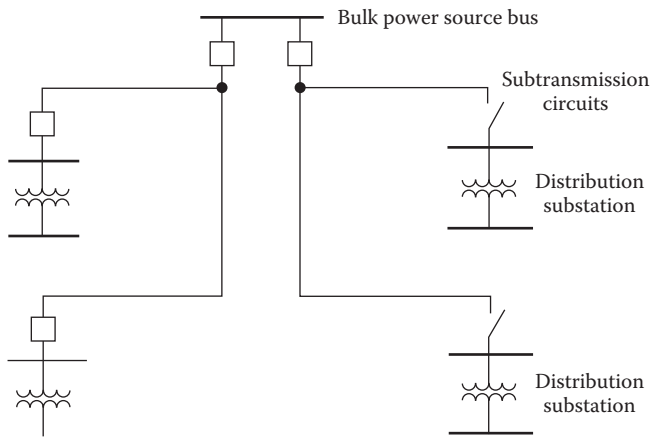 Bulk power source bus
Subtransmission
circuits
Distribution
substation
Distribution
substation